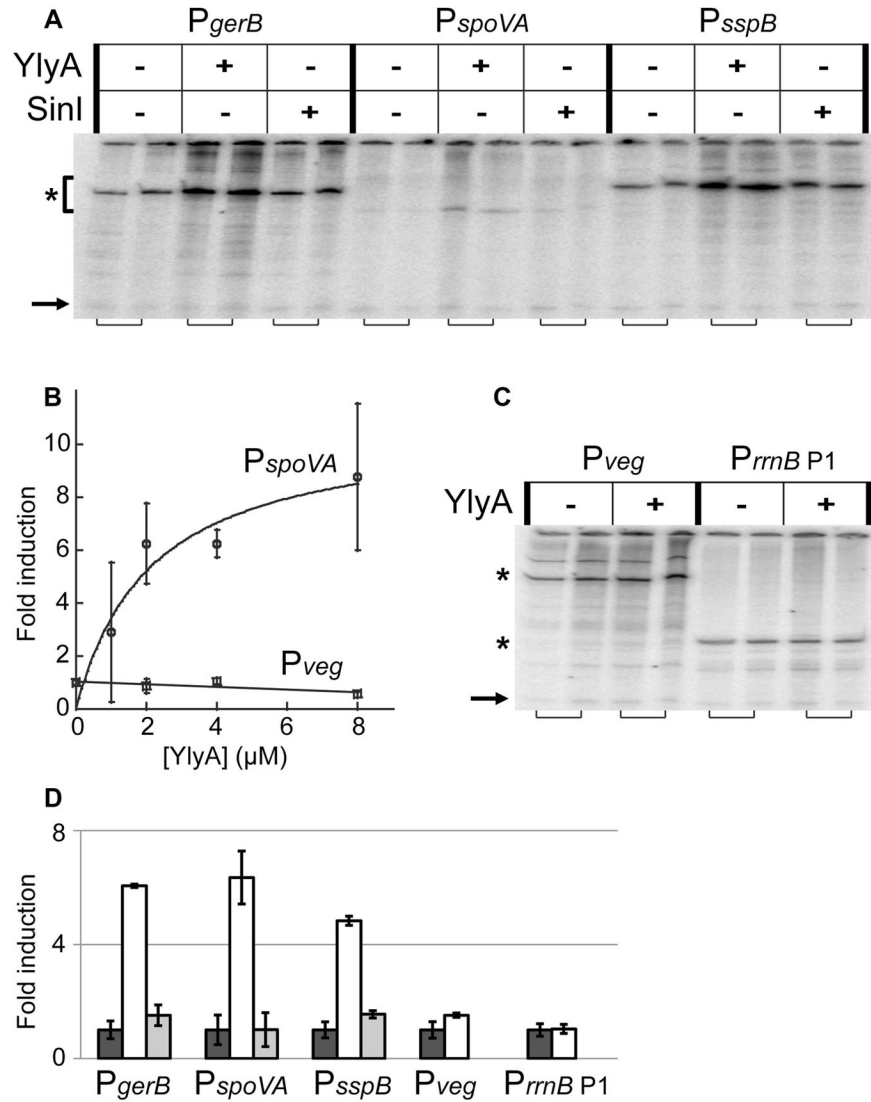 A
PgerB PspoVA PsspB
YlyA - + - - + - - + -
SinI - - + - - + - - +
*
B
Fold induction
10
8
6
4
2
0
0 2 4 6 8
[YlyA] (µM)
PspoVA
Pveg
C
Pveg PrrnB P1
YlyA - + - +
*
*
D
Fold induction
8
4
0
PgerB PspoVA PsspB Pveg PrrnB P1